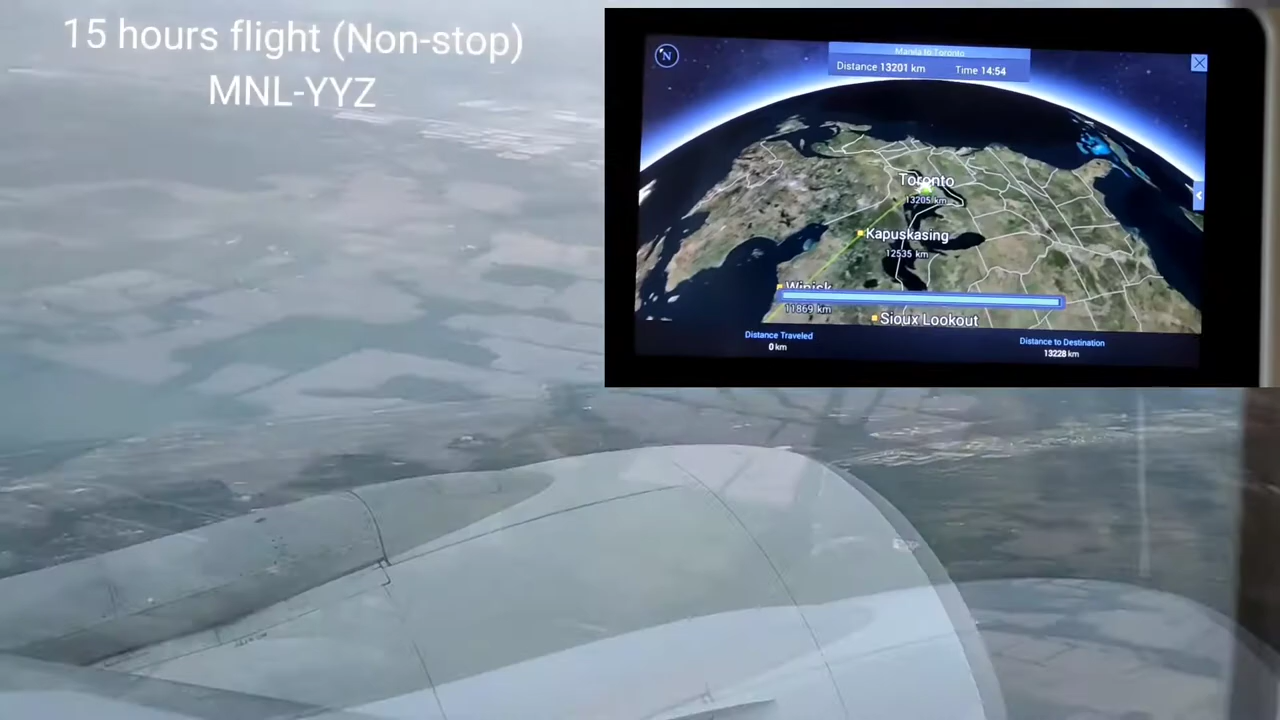 15 hours flight (Non-stop)
MNL-YYZ
N
Manila to Toronto
Distance 13201 km Time 14:54
Toronto
13205 km
Kapuskasing
12535 km
Winisk
11869 km
Sioux Lookout
Distance Traveled
0 km
Distance to Destination
13228 km